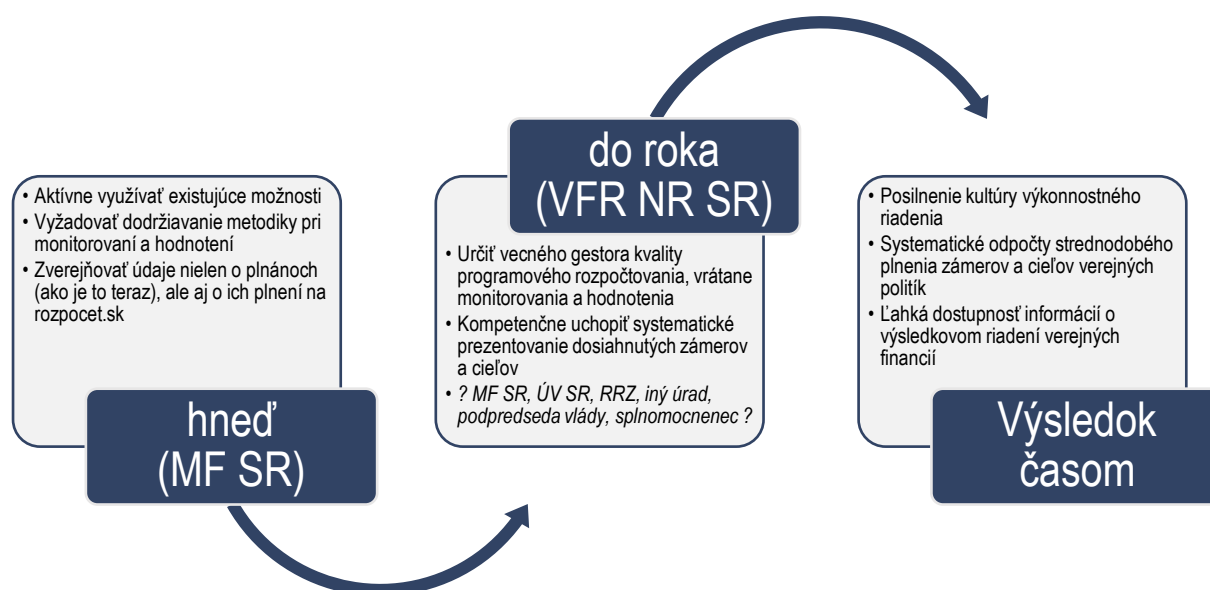 • Aktívne využívať existujúce možnosti
• Vyžadovať dodržiavanie metodiky pri
monitorovaní a hodnotení
• Zverejňovať údaje nielen o plnánoch
(ako je to teraz), ale aj o ich plnení na
rozpocet.sk
hneď
(MF SR)
do roka
(VFR NR SR)
• Určiť vecného gestora kvality
programového rozpočtovania, vrátane
monitorovania a hodnotenia
• Kompetenčne uchopiť systematické
prezentovanie dosiahnutých zámerov
a cieľov
• ? MF SR, ÚV SR, RRZ, iný úrad,
podpredseda vlády, splnomocnenec ?
• Posilnenie kultúry výkonnostného
riadenia
• Systematické odpočty strednodobého
plnenia zámerov a cieľov verejných
politík
• Ľahká dostupnosť informácií o
výsledkovom riadení verejných
financií
Výsledok
časom